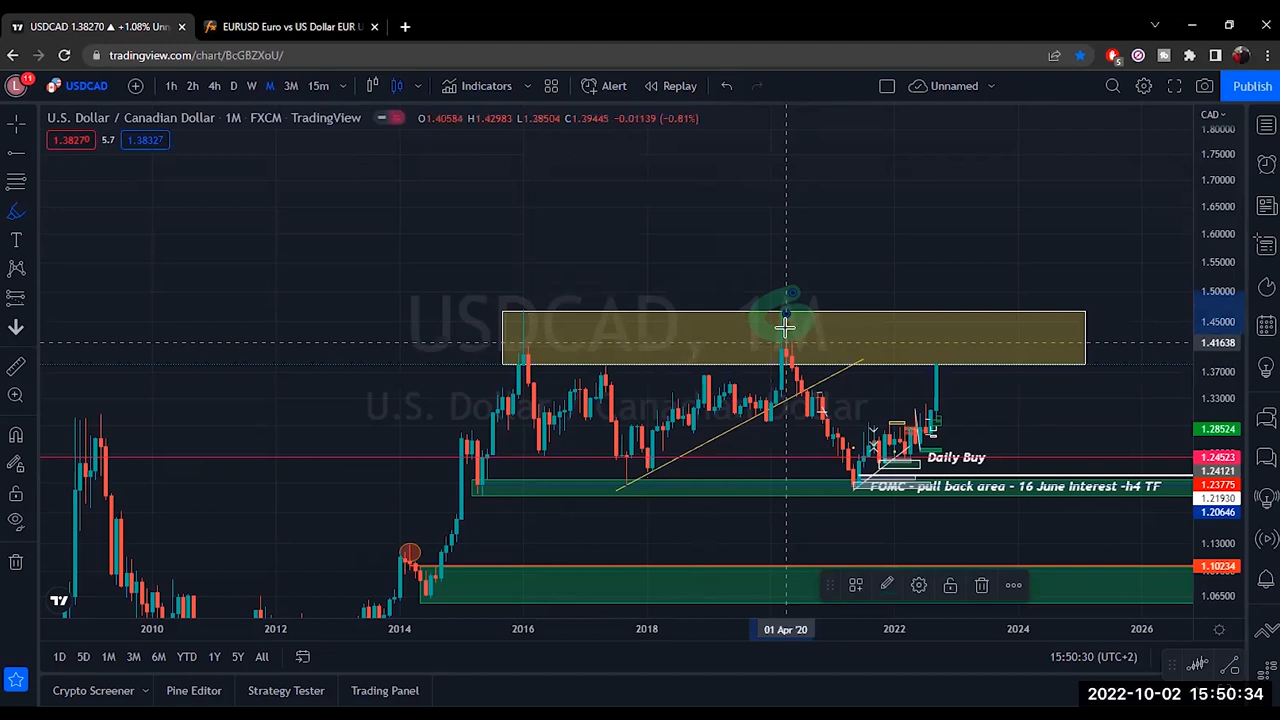 USDCAD 1.38270 ▲ +1.08% Unn
EURUSD Euro vs US Dollar EUR U
tradingview.com/chart/BcGBZXoU/
L 11 USDCAD 1h 2h 4h D W M 3M 15m Indicators Alert Replay Unnamed Publish
U.S. Dollar / Canadian Dollar · 1M · FXCM · TradingView O1.40584 H1.42983 L1.38504 C1.39445 -0.01139 (-0.81%) CAD
1.38270 5.7 1.38327
1.80000
1.75000
1.70000
1.65000
1.60000
1.55000
1.50000
1.45000
USDCAD, 1M
1.41638
1.37000
1.33000
U.S. Dollar / Canadian Dollar
1.28524
Daily Buy 1.24523
1.24121
FOMC - pull back area - 16 June interest -h4 TF 1.23775
1.21930
1.20646
1.13000
1.10234
1.06500
2010 2012 2014 2016 2018 01 Apr '20 2022 2024 2026
1D 5D 1M 3M 6M YTD 1Y 5Y All 15:50:30 (UTC+2)
Crypto Screener Pine Editor Strategy Tester Trading Panel
2022-10-02 15:50:34